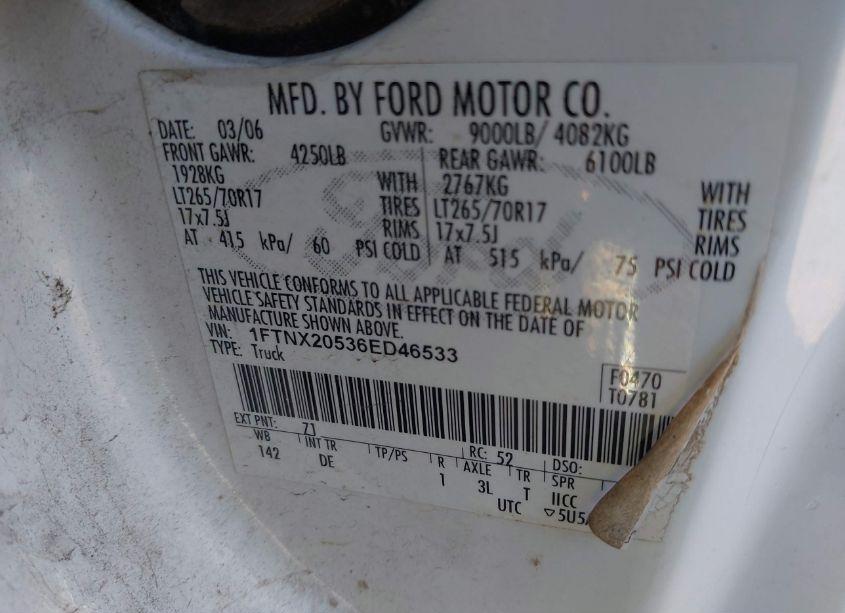 MFD. BY FORD MOTOR CO.
DATE: 03/06 GVWR: 9000LB/ 4082KG
FRONT GAWR: 4250LB REAR GAWR: 6100LB
1928KG WITH 2767KG WITH
LT265/70R17 TIRES LT265/70R17 TIRES
17x7.5J RIMS 17x7.5J RIMS
AT 415 kPa/ 60 PSI COLD AT 515 kPa/ 75 PSI COLD
THIS VEHICLE CONFORMS TO ALL APPLICABLE FEDERAL MOTOR
VEHICLE SAFETY STANDARDS IN EFFECT ON THE DATE OF
MANUFACTURE SHOWN ABOVE.
VIN: 1FTNX20536ED46533
TYPE: Truck
F0470
T0781
EXT PNT: 71 RC: 52 DSO:
WB INT TR TP/PS R AXLE TR SPR
142 DE 1 3L T IICC
UTC ▽5U5